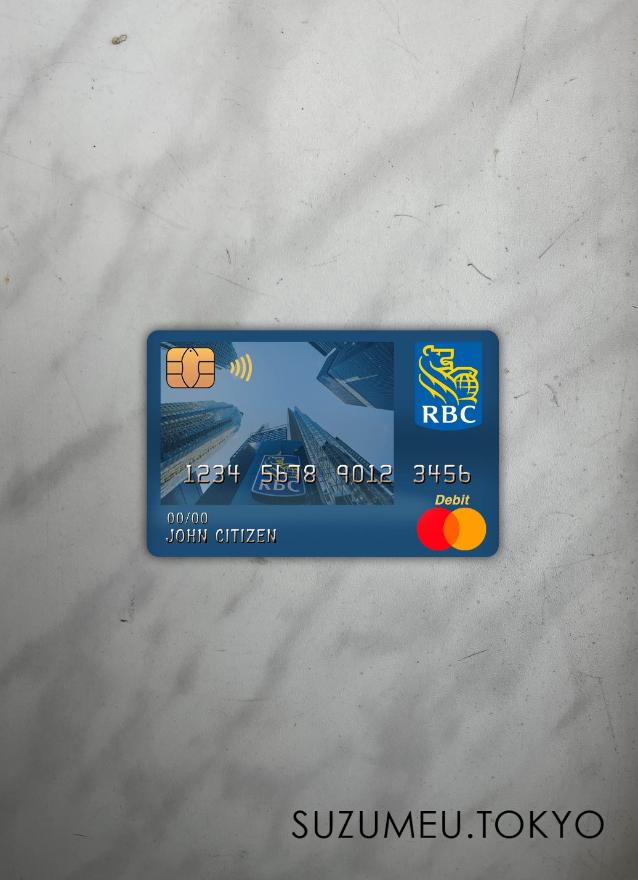 RBC
RBC
1234 5678 9012 3456
Debit
00/00
JOHN CITIZEN
SUZUMEU.TOKYO